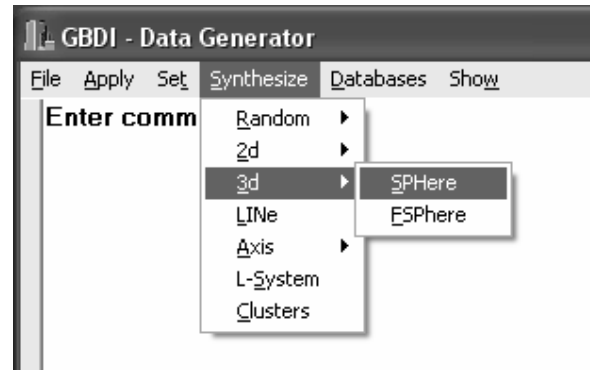 GBDI - Data Generator
File Apply Set Synthesize Databases Show
Enter comm
Random
2d
3d
SPHere
FSPhere
LINe
Axis
L-System
Clusters